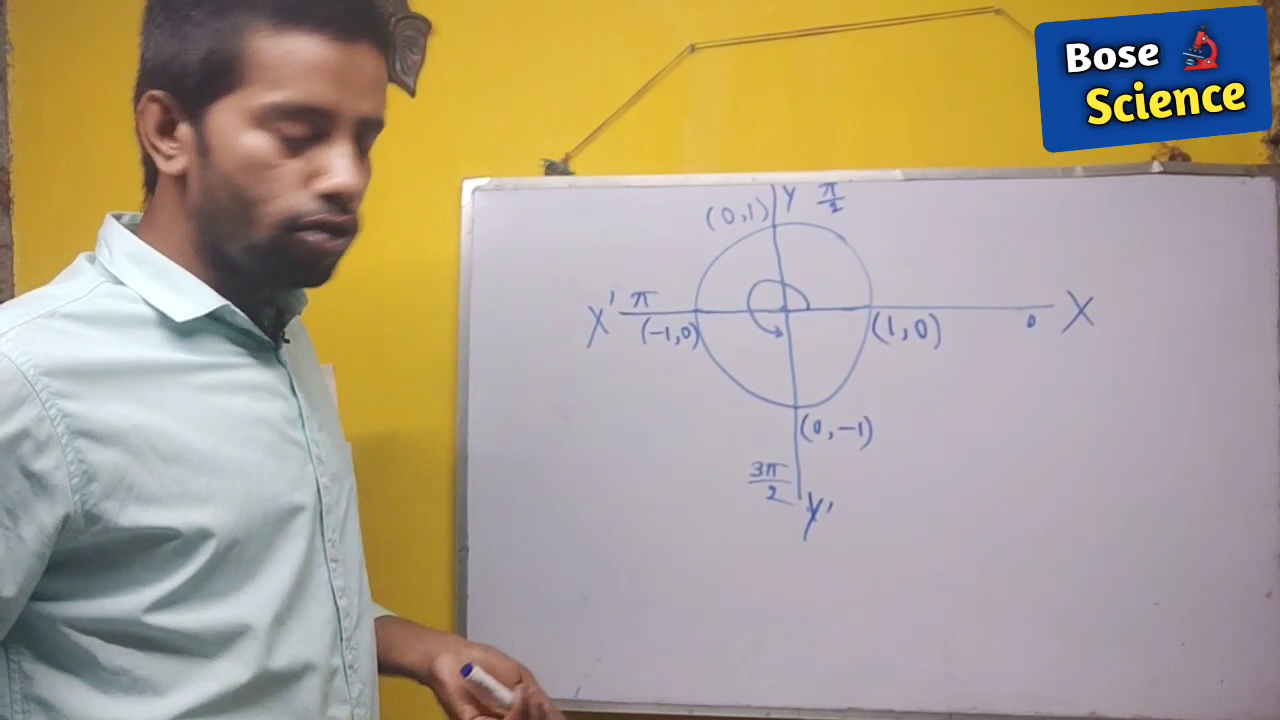 Bose
Science
(0,1) Y π/2
X' π
(-1,0)
(1,0)
0 X
(0,-1)
3π/2
Y'